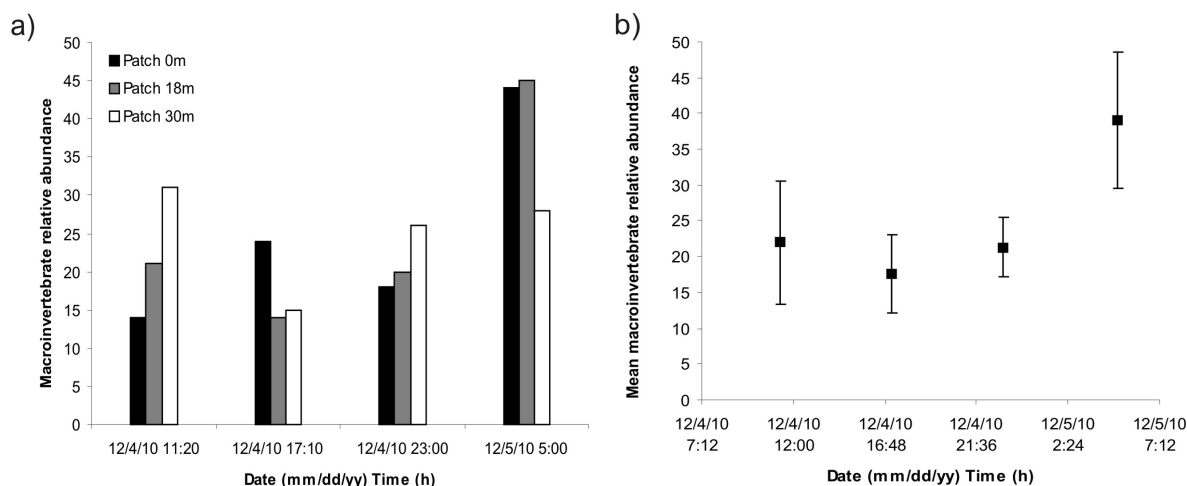 a)
50
45
40
35
30
25
20
15
10
5
0
Macroinvertebrate relative abundance
Patch 0m
Patch 18m
Patch 30m
12/4/10 11:20 12/4/10 17:10 12/4/10 23:00 12/5/10 5:00
Date (mm/dd/yy) Time (h)
b)
50
45
40
35
30
25
20
15
10
5
0
Mean macroinvertebrate relative abundance
12/4/10 12/4/10 12/4/10 12/4/10 12/5/10 12/5/10
7:12 12:00 16:48 21:36 2:24 7:12
Date (mm/dd/yy) Time (h)